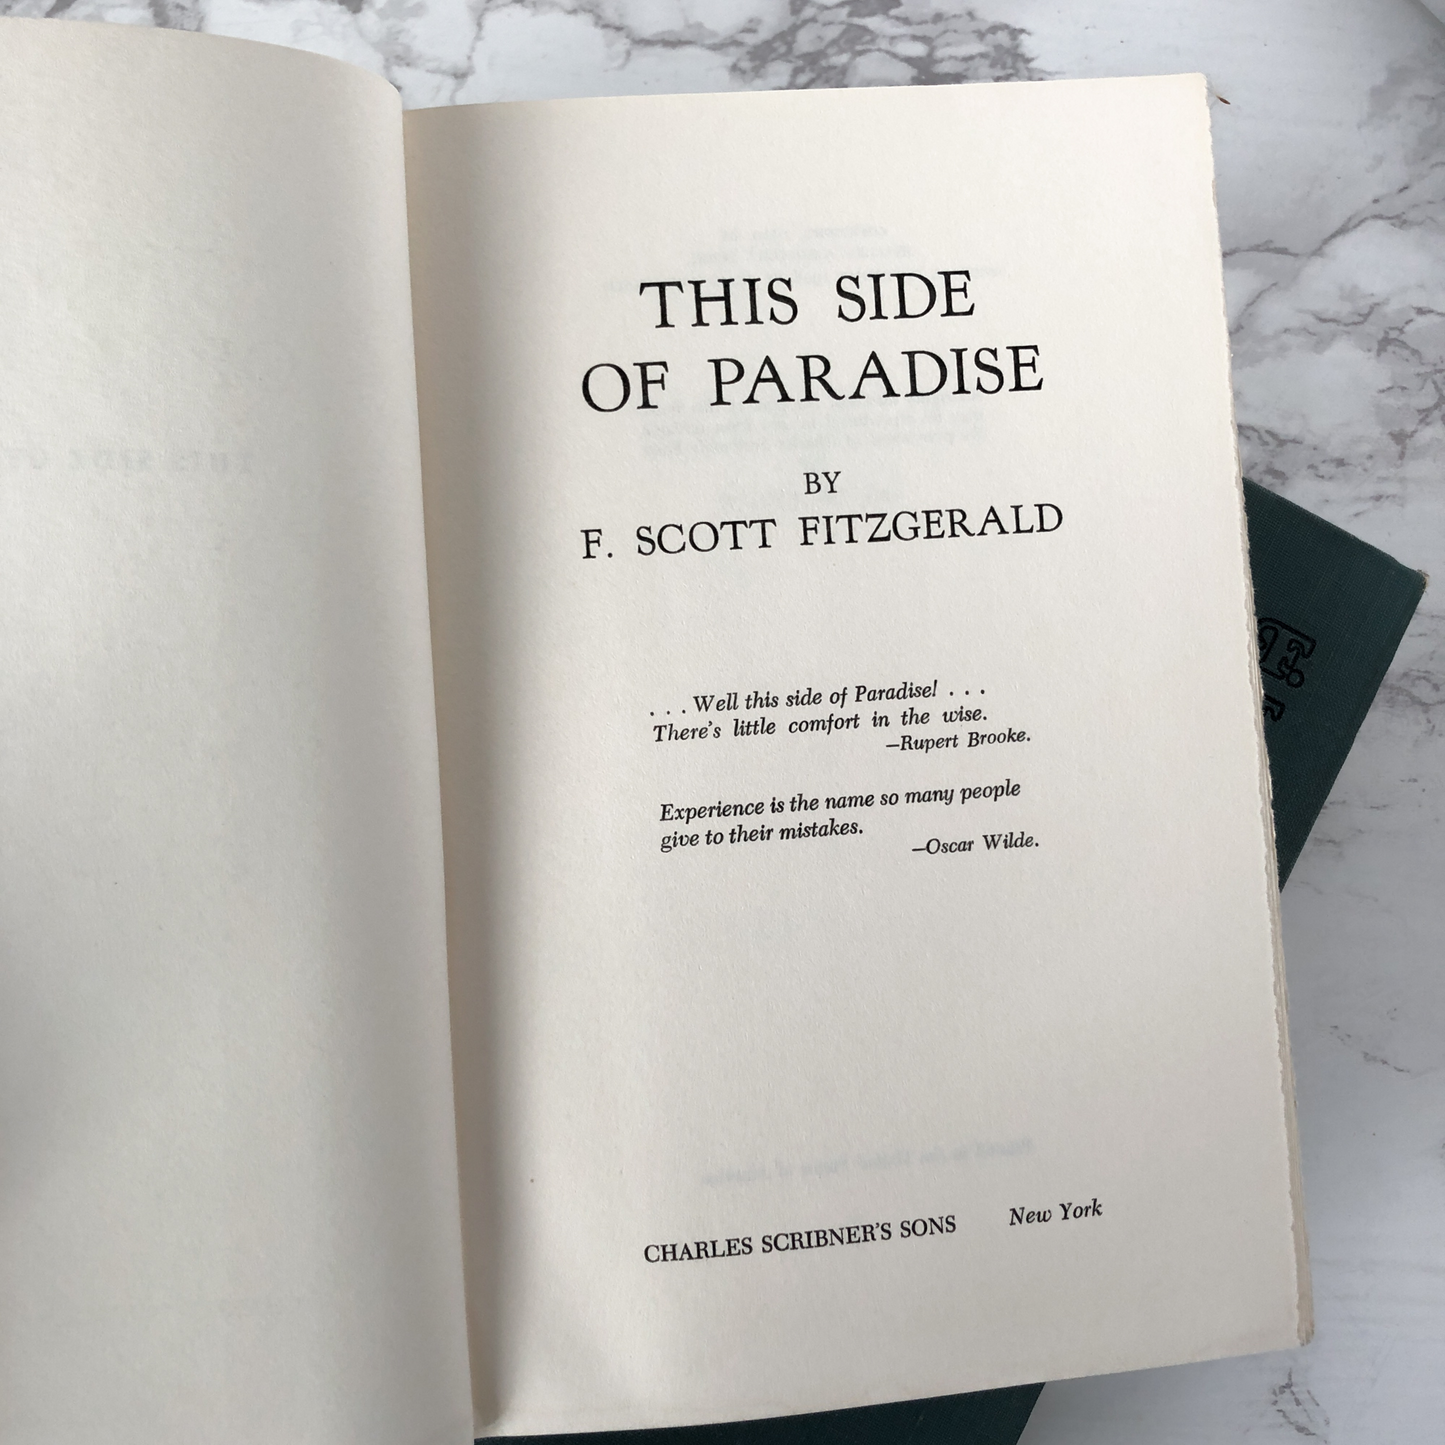 THIS SIDE
OF PARADISE
BY
F. SCOTT FITZGERALD
. . . Well this side of Paradise! . . .
There's little comfort in the wise.
—Rupert Brooke.
Experience is the name so many people
give to their mistakes.
—Oscar Wilde.
CHARLES SCRIBNER'S SONS New York